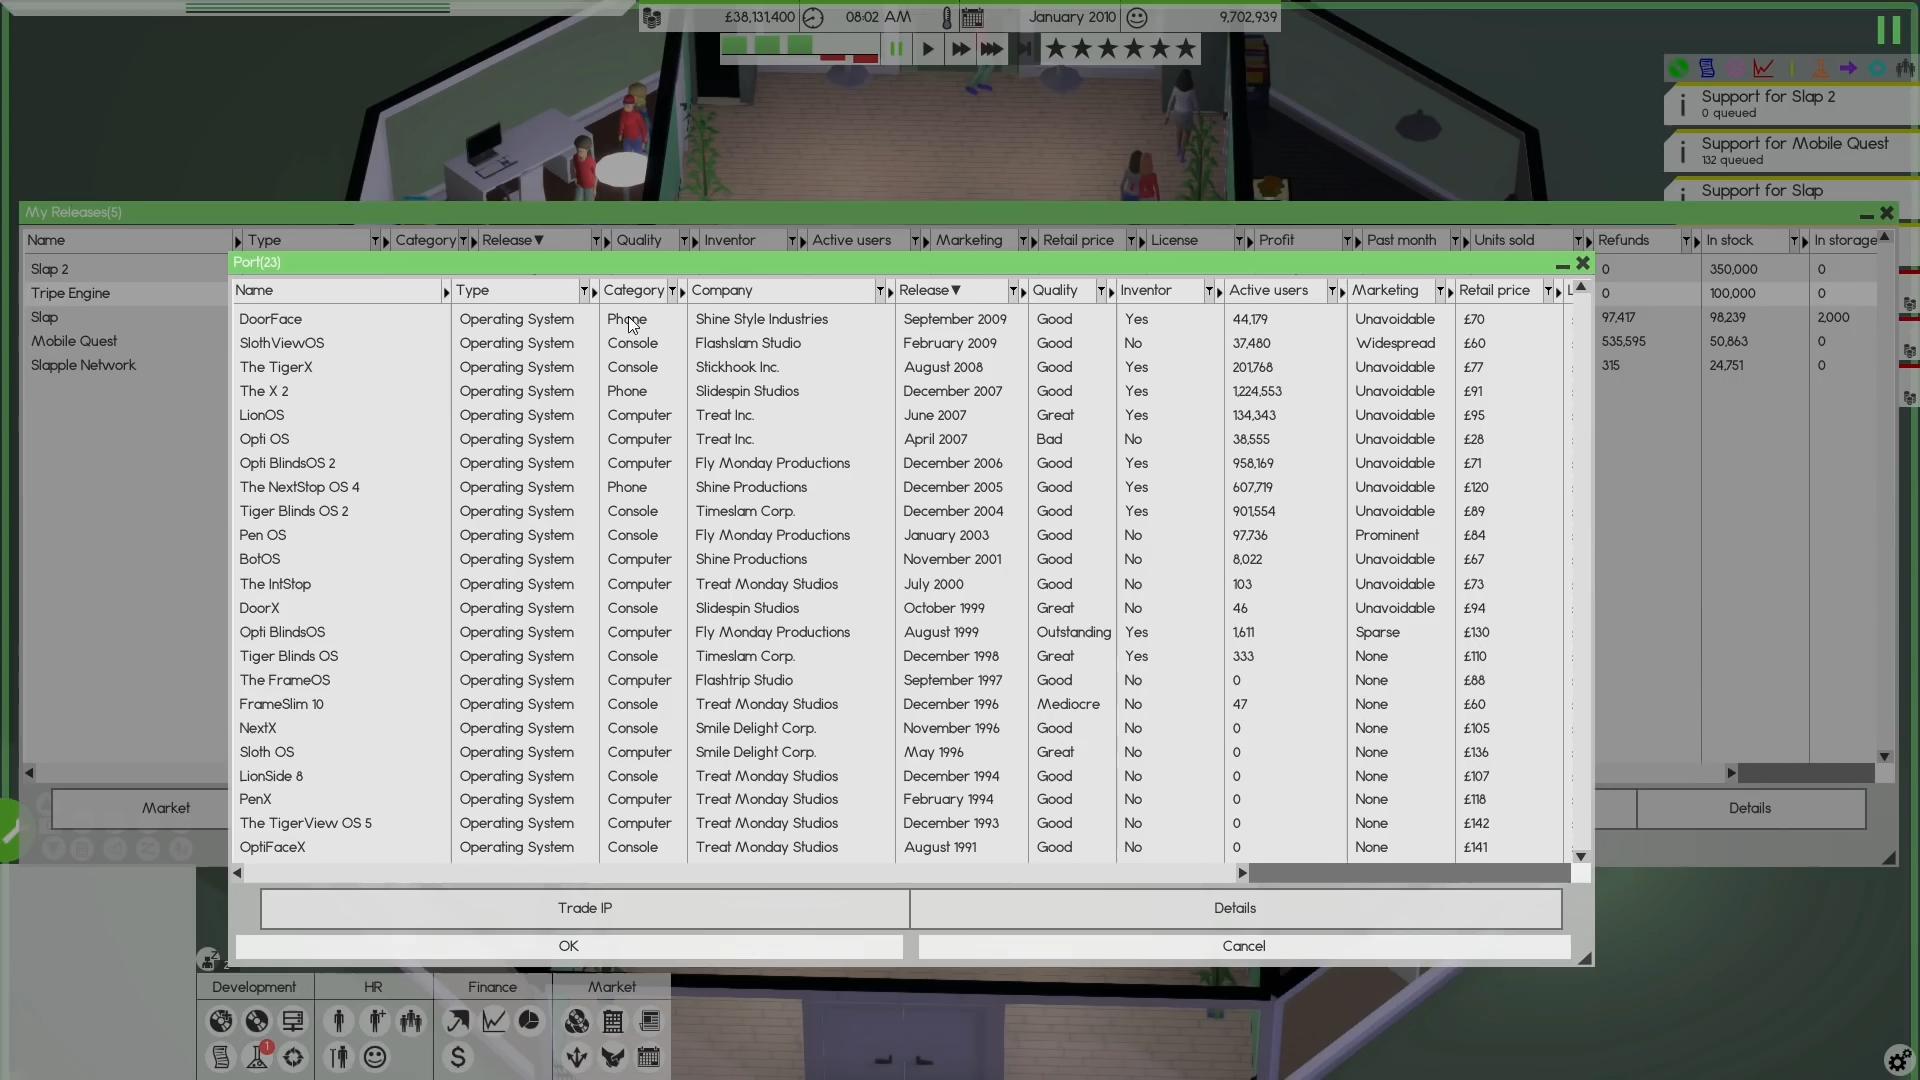 £38,131,400 08:02 AM January 2010 9,702,939
Support for Slap 2
0 queued
Support for Mobile Quest
132 queued
Support for Slap
My Releases(5)
Name Type Category Release▼ Quality Inventor Active users Marketing Retail price License Profit Past month Units sold Refunds In stock In storage
Slap 2 0 350,000 0
Tripe Engine 0 100,000 0
Slap 97,417 98,239 2,000
Mobile Quest 535,595 50,863 0
Slapple Network 315 24,751 0
Port(23)
Name Type Category Company Release▼ Quality Inventor Active users Marketing Retail price L
DoorFace Operating System Phone Shine Style Industries September 2009 Good Yes 44,179 Unavoidable £70
SlothViewOS Operating System Console Flashslam Studio February 2009 Good No 37,480 Widespread £60
The TigerX Operating System Console Stickhook Inc. August 2008 Good Yes 201,768 Unavoidable £77
The X 2 Operating System Phone Slidespin Studios December 2007 Good Yes 1,224,553 Unavoidable £91
LionOS Operating System Computer Treat Inc. June 2007 Great Yes 134,343 Unavoidable £95
Opti OS Operating System Computer Treat Inc. April 2007 Bad No 38,555 Unavoidable £28
Opti BlindsOS 2 Operating System Computer Fly Monday Productions December 2006 Good Yes 958,169 Unavoidable £71
The NextStop OS 4 Operating System Phone Shine Productions December 2005 Good Yes 607,719 Unavoidable £120
Tiger Blinds OS 2 Operating System Console Timeslam Corp. December 2004 Good Yes 901,554 Unavoidable £89
Pen OS Operating System Console Fly Monday Productions January 2003 Good No 97,736 Prominent £84
BotOS Operating System Computer Shine Productions November 2001 Good No 8,022 Unavoidable £67
The IntStop Operating System Computer Treat Monday Studios July 2000 Good No 103 Unavoidable £73
DoorX Operating System Console Slidespin Studios October 1999 Great No 46 Unavoidable £94
Opti BlindsOS Operating System Computer Fly Monday Productions August 1999 Outstanding Yes 1,611 Sparse £130
Tiger Blinds OS Operating System Console Timeslam Corp. December 1998 Great Yes 333 None £110
The FrameOS Operating System Computer Flashtrip Studio September 1997 Good No 0 None £88
FrameSlim 10 Operating System Console Treat Monday Studios December 1996 Mediocre No 47 None £60
NextX Operating System Console Smile Delight Corp. November 1996 Good No 0 None £105
Sloth OS Operating System Computer Smile Delight Corp. May 1996 Great No 0 None £136
LionSide 8 Operating System Console Treat Monday Studios December 1994 Good No 0 None £107
PenX Operating System Computer Treat Monday Studios February 1994 Good No 0 None £118
The TigerView OS 5 Operating System Computer Treat Monday Studios December 1993 Good No 0 None £142
OptiFaceX Operating System Console Treat Monday Studios August 1991 Good No 0 None £141
Market Details
Trade IP Details
OK Cancel
2
Development HR Finance Market
1